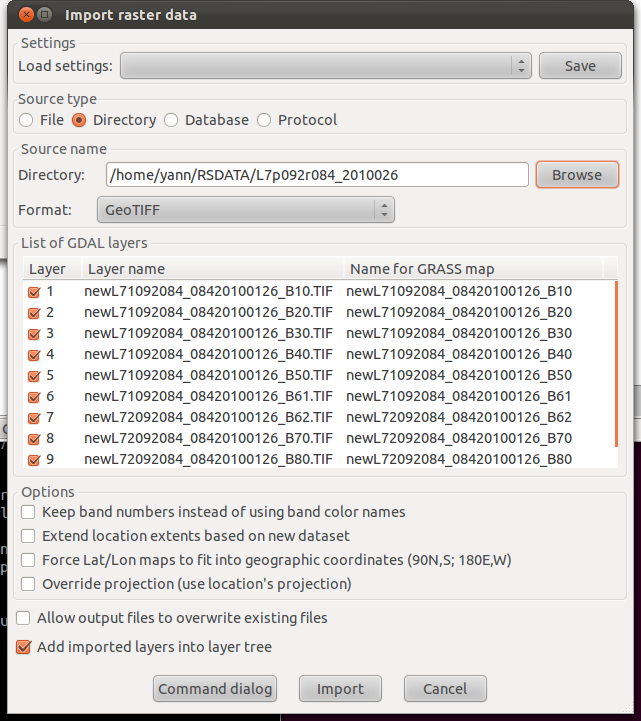 Import raster data
Settings
Load settings:
Save
Source type
File Directory Database Protocol
Source name
Directory: /home/yann/RSDATA/L7p092r084_2010026 Browse
Format: GeoTIFF
List of GDAL layers
Layer Layer name Name for GRASS map
1 newL71092084_08420100126_B10.TIF newL71092084_08420100126_B10
2 newL71092084_08420100126_B20.TIF newL71092084_08420100126_B20
3 newL71092084_08420100126_B30.TIF newL71092084_08420100126_B30
4 newL71092084_08420100126_B40.TIF newL71092084_08420100126_B40
5 newL71092084_08420100126_B50.TIF newL71092084_08420100126_B50
6 newL71092084_08420100126_B61.TIF newL71092084_08420100126_B61
7 newL72092084_08420100126_B62.TIF newL72092084_08420100126_B62
8 newL72092084_08420100126_B70.TIF newL72092084_08420100126_B70
9 newL72092084_08420100126_B80.TIF newL72092084_08420100126_B80
Options
Keep band numbers instead of using band color names
Extend location extents based on new dataset
Force Lat/Lon maps to fit into geographic coordinates (90N,S; 180E,W)
Override projection (use location's projection)
Allow output files to overwrite existing files
Add imported layers into layer tree
Command dialog Import Cancel